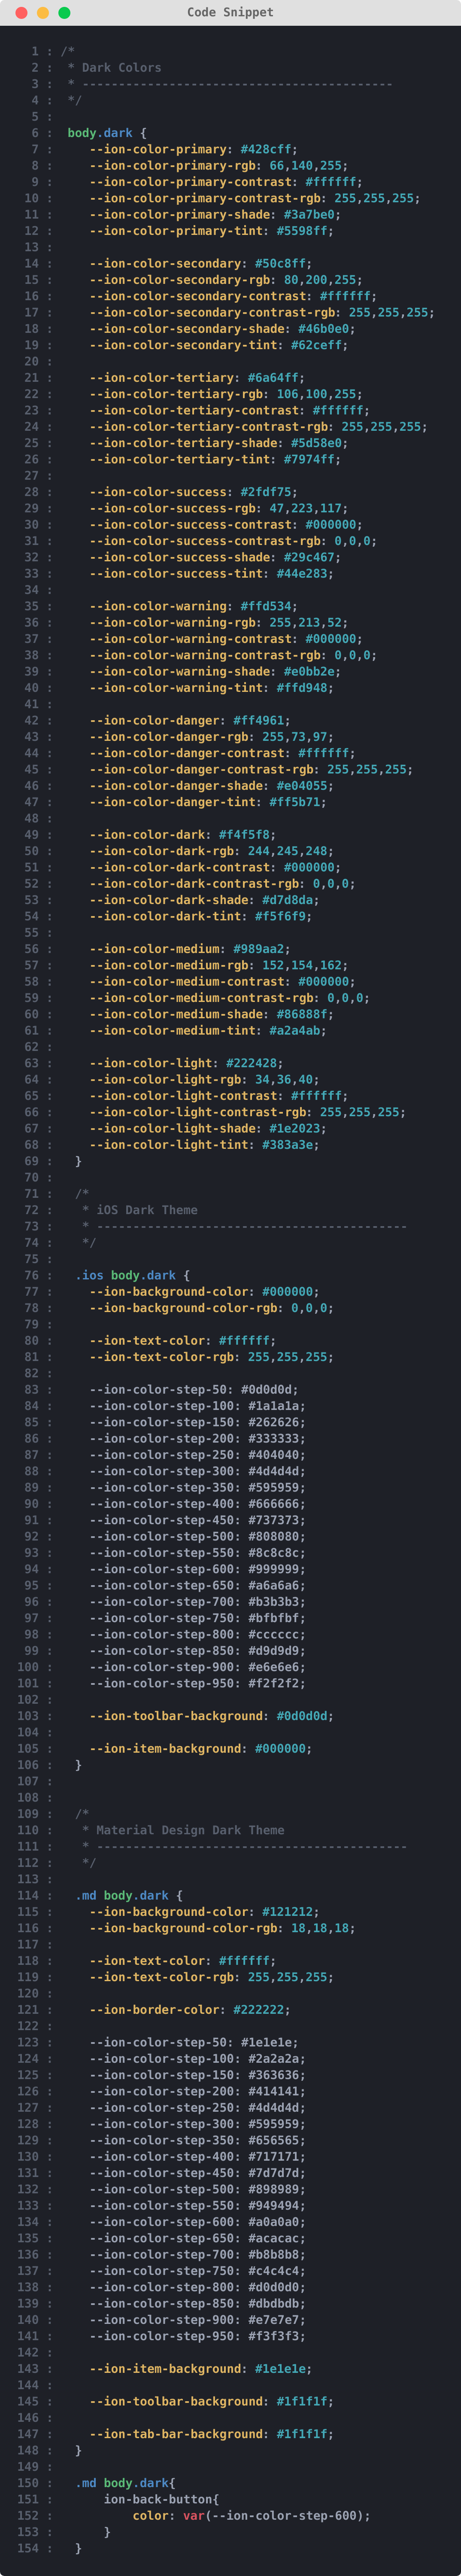 Code Snippet
1 : /*
2 :  * Dark Colors
3 :  * -------------------------------------------
4 :  */
5 :
6 :  body.dark {
7 :     --ion-color-primary: #428cff;
8 :     --ion-color-primary-rgb: 66,140,255;
9 :     --ion-color-primary-contrast: #ffffff;
10 :     --ion-color-primary-contrast-rgb: 255,255,255;
11 :     --ion-color-primary-shade: #3a7be0;
12 :     --ion-color-primary-tint: #5598ff;
13 :
14 :     --ion-color-secondary: #50c8ff;
15 :     --ion-color-secondary-rgb: 80,200,255;
16 :     --ion-color-secondary-contrast: #ffffff;
17 :     --ion-color-secondary-contrast-rgb: 255,255,255;
18 :     --ion-color-secondary-shade: #46b0e0;
19 :     --ion-color-secondary-tint: #62ceff;
20 :
21 :     --ion-color-tertiary: #6a64ff;
22 :     --ion-color-tertiary-rgb: 106,100,255;
23 :     --ion-color-tertiary-contrast: #ffffff;
24 :     --ion-color-tertiary-contrast-rgb: 255,255,255;
25 :     --ion-color-tertiary-shade: #5d58e0;
26 :     --ion-color-tertiary-tint: #7974ff;
27 :
28 :     --ion-color-success: #2fdf75;
29 :     --ion-color-success-rgb: 47,223,117;
30 :     --ion-color-success-contrast: #000000;
31 :     --ion-color-success-contrast-rgb: 0,0,0;
32 :     --ion-color-success-shade: #29c467;
33 :     --ion-color-success-tint: #44e283;
34 :
35 :     --ion-color-warning: #ffd534;
36 :     --ion-color-warning-rgb: 255,213,52;
37 :     --ion-color-warning-contrast: #000000;
38 :     --ion-color-warning-contrast-rgb: 0,0,0;
39 :     --ion-color-warning-shade: #e0bb2e;
40 :     --ion-color-warning-tint: #ffd948;
41 :
42 :     --ion-color-danger: #ff4961;
43 :     --ion-color-danger-rgb: 255,73,97;
44 :     --ion-color-danger-contrast: #ffffff;
45 :     --ion-color-danger-contrast-rgb: 255,255,255;
46 :     --ion-color-danger-shade: #e04055;
47 :     --ion-color-danger-tint: #ff5b71;
48 :
49 :     --ion-color-dark: #f4f5f8;
50 :     --ion-color-dark-rgb: 244,245,248;
51 :     --ion-color-dark-contrast: #000000;
52 :     --ion-color-dark-contrast-rgb: 0,0,0;
53 :     --ion-color-dark-shade: #d7d8da;
54 :     --ion-color-dark-tint: #f5f6f9;
55 :
56 :     --ion-color-medium: #989aa2;
57 :     --ion-color-medium-rgb: 152,154,162;
58 :     --ion-color-medium-contrast: #000000;
59 :     --ion-color-medium-contrast-rgb: 0,0,0;
60 :     --ion-color-medium-shade: #86888f;
61 :     --ion-color-medium-tint: #a2a4ab;
62 :
63 :     --ion-color-light: #222428;
64 :     --ion-color-light-rgb: 34,36,40;
65 :     --ion-color-light-contrast: #ffffff;
66 :     --ion-color-light-contrast-rgb: 255,255,255;
67 :     --ion-color-light-shade: #1e2023;
68 :     --ion-color-light-tint: #383a3e;
69 :   }
70 :
71 :   /*
72 :    * iOS Dark Theme
73 :    * -------------------------------------------
74 :    */
75 :
76 :   .ios body.dark {
77 :     --ion-background-color: #000000;
78 :     --ion-background-color-rgb: 0,0,0;
79 :
80 :     --ion-text-color: #ffffff;
81 :     --ion-text-color-rgb: 255,255,255;
82 :
83 :     --ion-color-step-50: #0d0d0d;
84 :     --ion-color-step-100: #1a1a1a;
85 :     --ion-color-step-150: #262626;
86 :     --ion-color-step-200: #333333;
87 :     --ion-color-step-250: #404040;
88 :     --ion-color-step-300: #4d4d4d;
89 :     --ion-color-step-350: #595959;
90 :     --ion-color-step-400: #666666;
91 :     --ion-color-step-450: #737373;
92 :     --ion-color-step-500: #808080;
93 :     --ion-color-step-550: #8c8c8c;
94 :     --ion-color-step-600: #999999;
95 :     --ion-color-step-650: #a6a6a6;
96 :     --ion-color-step-700: #b3b3b3;
97 :     --ion-color-step-750: #bfbfbf;
98 :     --ion-color-step-800: #cccccc;
99 :     --ion-color-step-850: #d9d9d9;
100 :     --ion-color-step-900: #e6e6e6;
101 :     --ion-color-step-950: #f2f2f2;
102 :
103 :     --ion-toolbar-background: #0d0d0d;
104 :
105 :     --ion-item-background: #000000;
106 :   }
107 :
108 :
109 :   /*
110 :    * Material Design Dark Theme
111 :    * -------------------------------------------
112 :    */
113 :
114 :   .md body.dark {
115 :     --ion-background-color: #121212;
116 :     --ion-background-color-rgb: 18,18,18;
117 :
118 :     --ion-text-color: #ffffff;
119 :     --ion-text-color-rgb: 255,255,255;
120 :
121 :     --ion-border-color: #222222;
122 :
123 :     --ion-color-step-50: #1e1e1e;
124 :     --ion-color-step-100: #2a2a2a;
125 :     --ion-color-step-150: #363636;
126 :     --ion-color-step-200: #414141;
127 :     --ion-color-step-250: #4d4d4d;
128 :     --ion-color-step-300: #595959;
129 :     --ion-color-step-350: #656565;
130 :     --ion-color-step-400: #717171;
131 :     --ion-color-step-450: #7d7d7d;
132 :     --ion-color-step-500: #898989;
133 :     --ion-color-step-550: #949494;
134 :     --ion-color-step-600: #a0a0a0;
135 :     --ion-color-step-650: #acacac;
136 :     --ion-color-step-700: #b8b8b8;
137 :     --ion-color-step-750: #c4c4c4;
138 :     --ion-color-step-800: #d0d0d0;
139 :     --ion-color-step-850: #dbdbdb;
140 :     --ion-color-step-900: #e7e7e7;
141 :     --ion-color-step-950: #f3f3f3;
142 :
143 :     --ion-item-background: #1e1e1e;
144 :
145 :     --ion-toolbar-background: #1f1f1f;
146 :
147 :     --ion-tab-bar-background: #1f1f1f;
148 :   }
149 :
150 :   .md body.dark{
151 :       ion-back-button{
152 :           color: var(--ion-color-step-600);
153 :       }
154 :   }